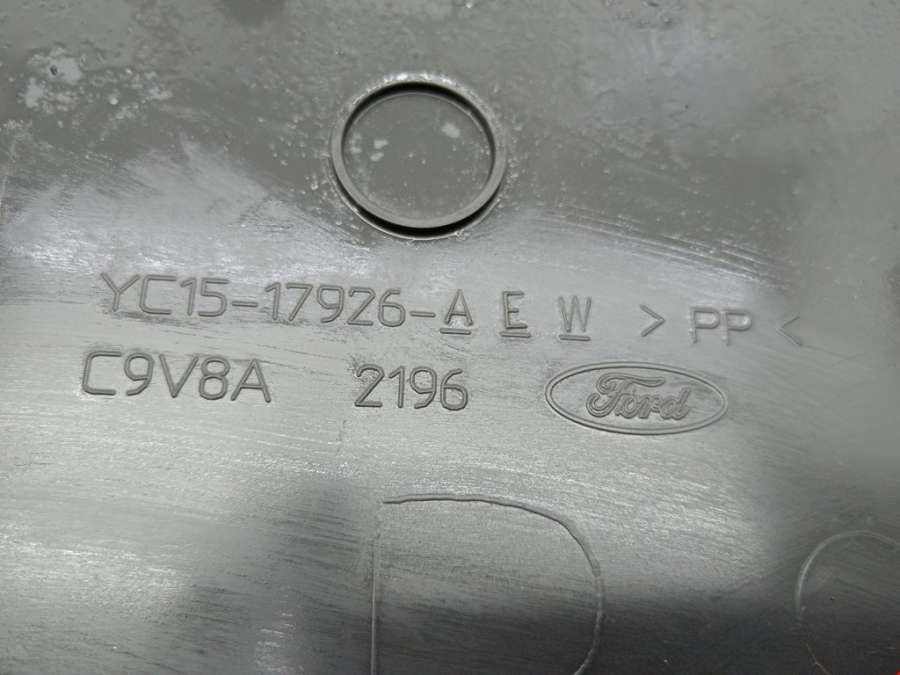 YC15-17926-A E W > PP <
C9V8A 2196 Ford